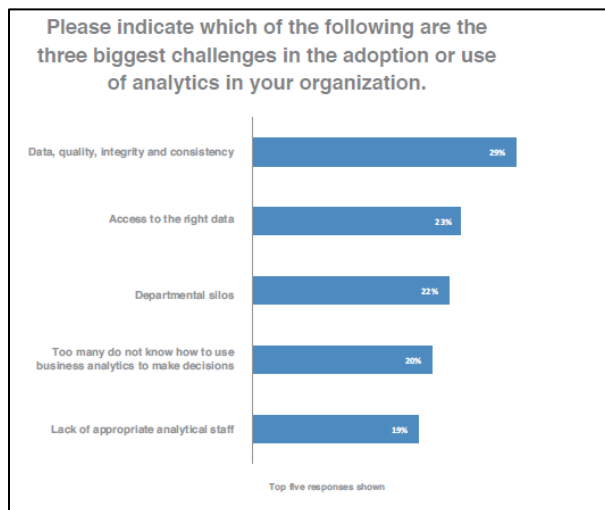 Please indicate which of the following are the
three biggest challenges in the adoption or use
of analytics in your organization.
Data, quality, integrity and consistency
29%
Access to the right data
23%
Departmental silos
22%
Too many do not know how to use
business analytics to make decisions
20%
Lack of appropriate analytical staff
19%
Top five responses shown